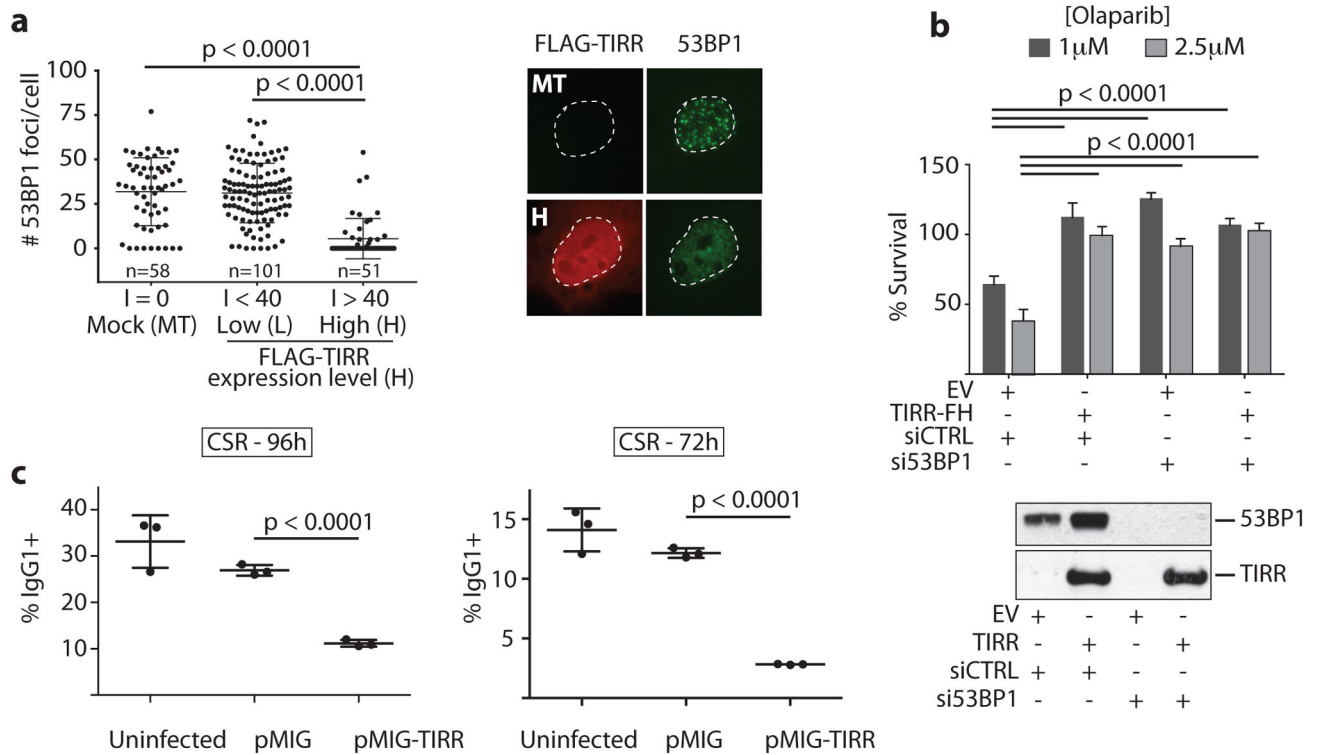 a
p < 0.0001
p < 0.0001
# 53BP1 foci/cell
100
75
50
25
0
n=58
n=101
n=51
I = 0
I < 40
I > 40
Mock (MT)
Low (L)
High (H)
FLAG-TIRR
expression level (H)
FLAG-TIRR
53BP1
MT
H
b
[Olaparib]
1μM
2.5μM
p < 0.0001
p < 0.0001
% Survival
150
100
50
EV + - + -
TIRR-FH - + - +
siCTRL + + - -
si53BP1 - - + +
53BP1
TIRR
EV + - + -
TIRR - + - +
siCTRL + + - -
si53BP1 - - + +
c
CSR - 96h
% IgG1+
40
30
20
10
p < 0.0001
Uninfected
pMIG
pMIG-TIRR
CSR - 72h
% IgG1+
15
10
5
p < 0.0001
Uninfected
pMIG
pMIG-TIRR